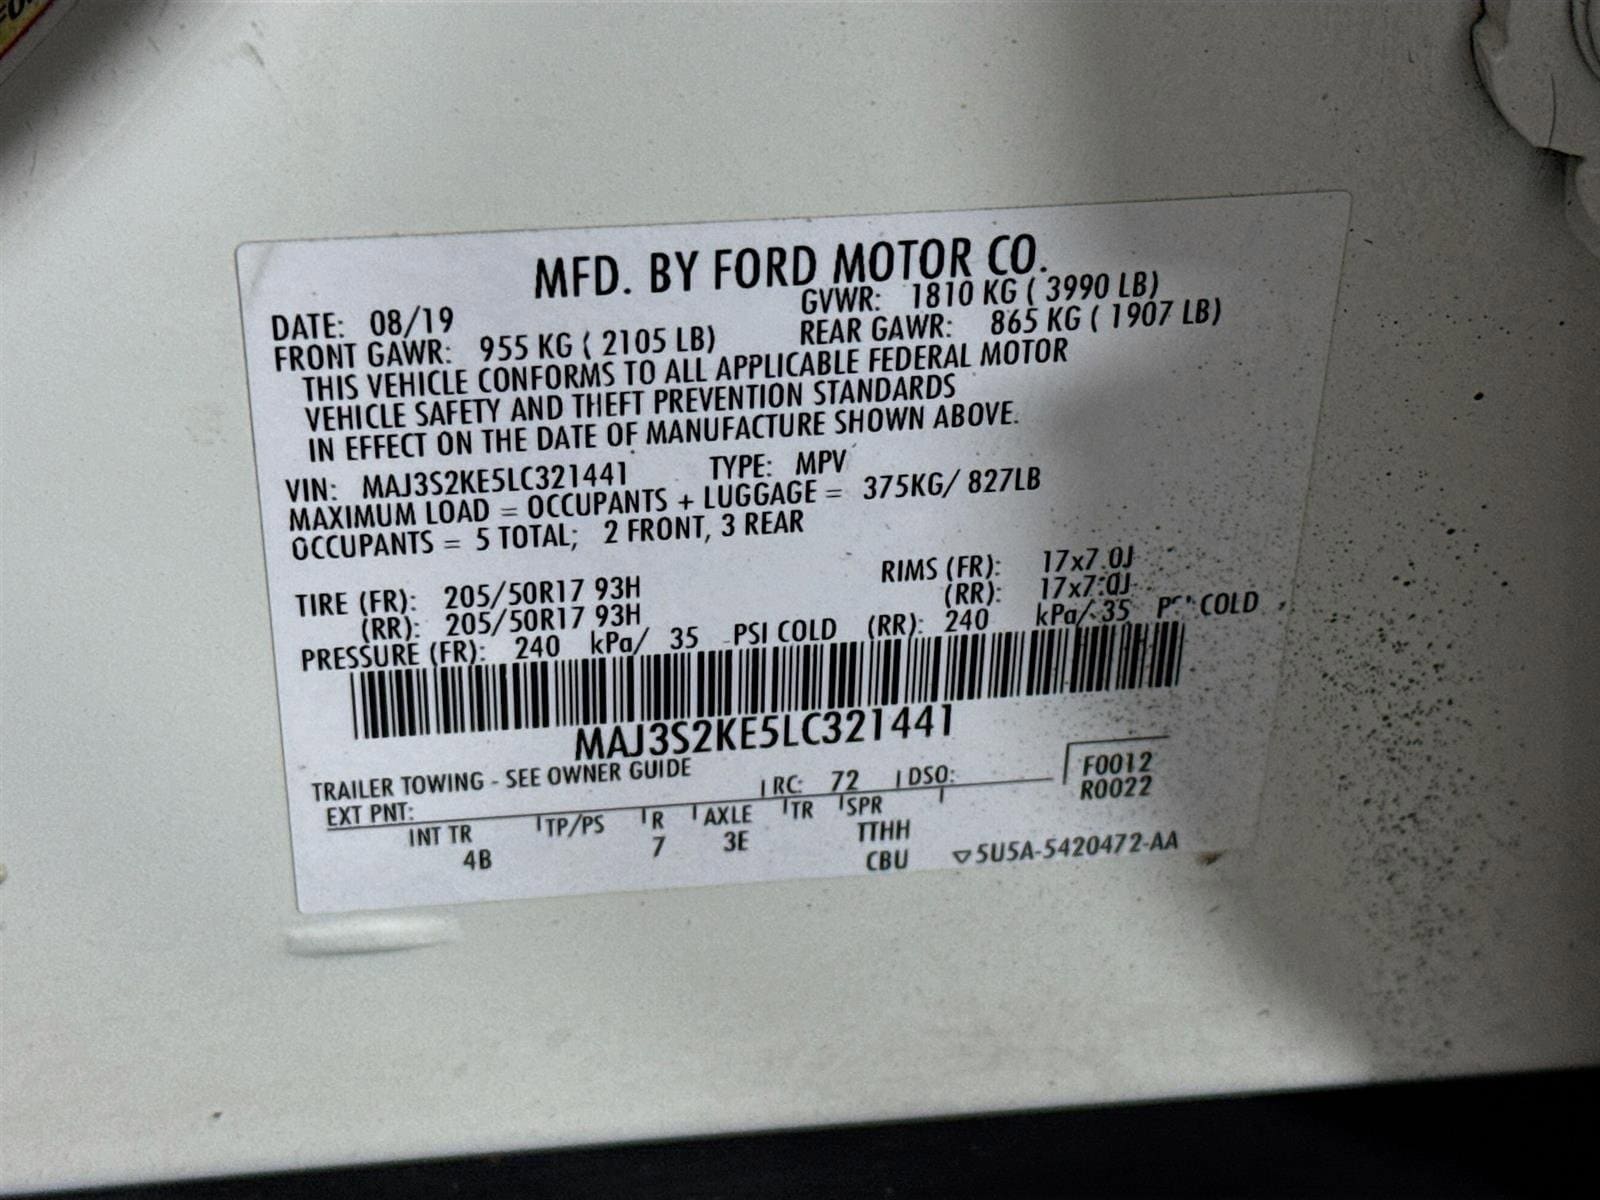 MFD. BY FORD MOTOR CO.
DATE: 08/19 GVWR: 1810 KG ( 3990 LB)
FRONT GAWR: 955 KG ( 2105 LB) REAR GAWR: 865 KG ( 1907 LB)
THIS VEHICLE CONFORMS TO ALL APPLICABLE FEDERAL MOTOR
VEHICLE SAFETY AND THEFT PREVENTION STANDARDS
IN EFFECT ON THE DATE OF MANUFACTURE SHOWN ABOVE.
VIN: MAJ3S2KE5LC321441 TYPE: MPV
MAXIMUM LOAD = OCCUPANTS + LUGGAGE = 375KG/ 827LB
OCCUPANTS = 5 TOTAL; 2 FRONT, 3 REAR
TIRE (FR): 205/50R17 93H RIMS (FR): 17x7.0J
(RR): 205/50R17 93H (RR): 17x7.0J
PRESSURE (FR): 240 kPa/ 35 PSI COLD (RR): 240 kPa/ 35 PSI COLD
MAJ3S2KE5LC321441
TRAILER TOWING - SEE OWNER GUIDE
EXT PNT: RC: 72 DSO: F0012
R0022
INT TR TP/PS R AXLE TR SPR
4B 7 3E TTHH
CBU ▽5U5A-5420472-AA